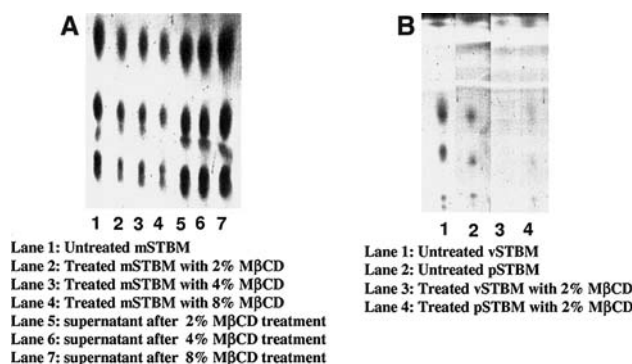 A
1 2 3 4 5 6 7
Lane 1: Untreated mSTBM
Lane 2: Treated mSTBM with 2% MβCD
Lane 3: Treated mSTBM with 4% MβCD
Lane 4: Treated mSTBM with 8% MβCD
Lane 5: supernatant after 2% MβCD treatment
Lane 6: supernatant after 4% MβCD treatment
Lane 7: supernatant after 8% MβCD treatment
B
1 2 3 4
Lane 1: Untreated vSTBM
Lane 2: Untreated pSTBM
Lane 3: Treated vSTBM with 2% MβCD
Lane 4: Treated pSTBM with 2% MβCD